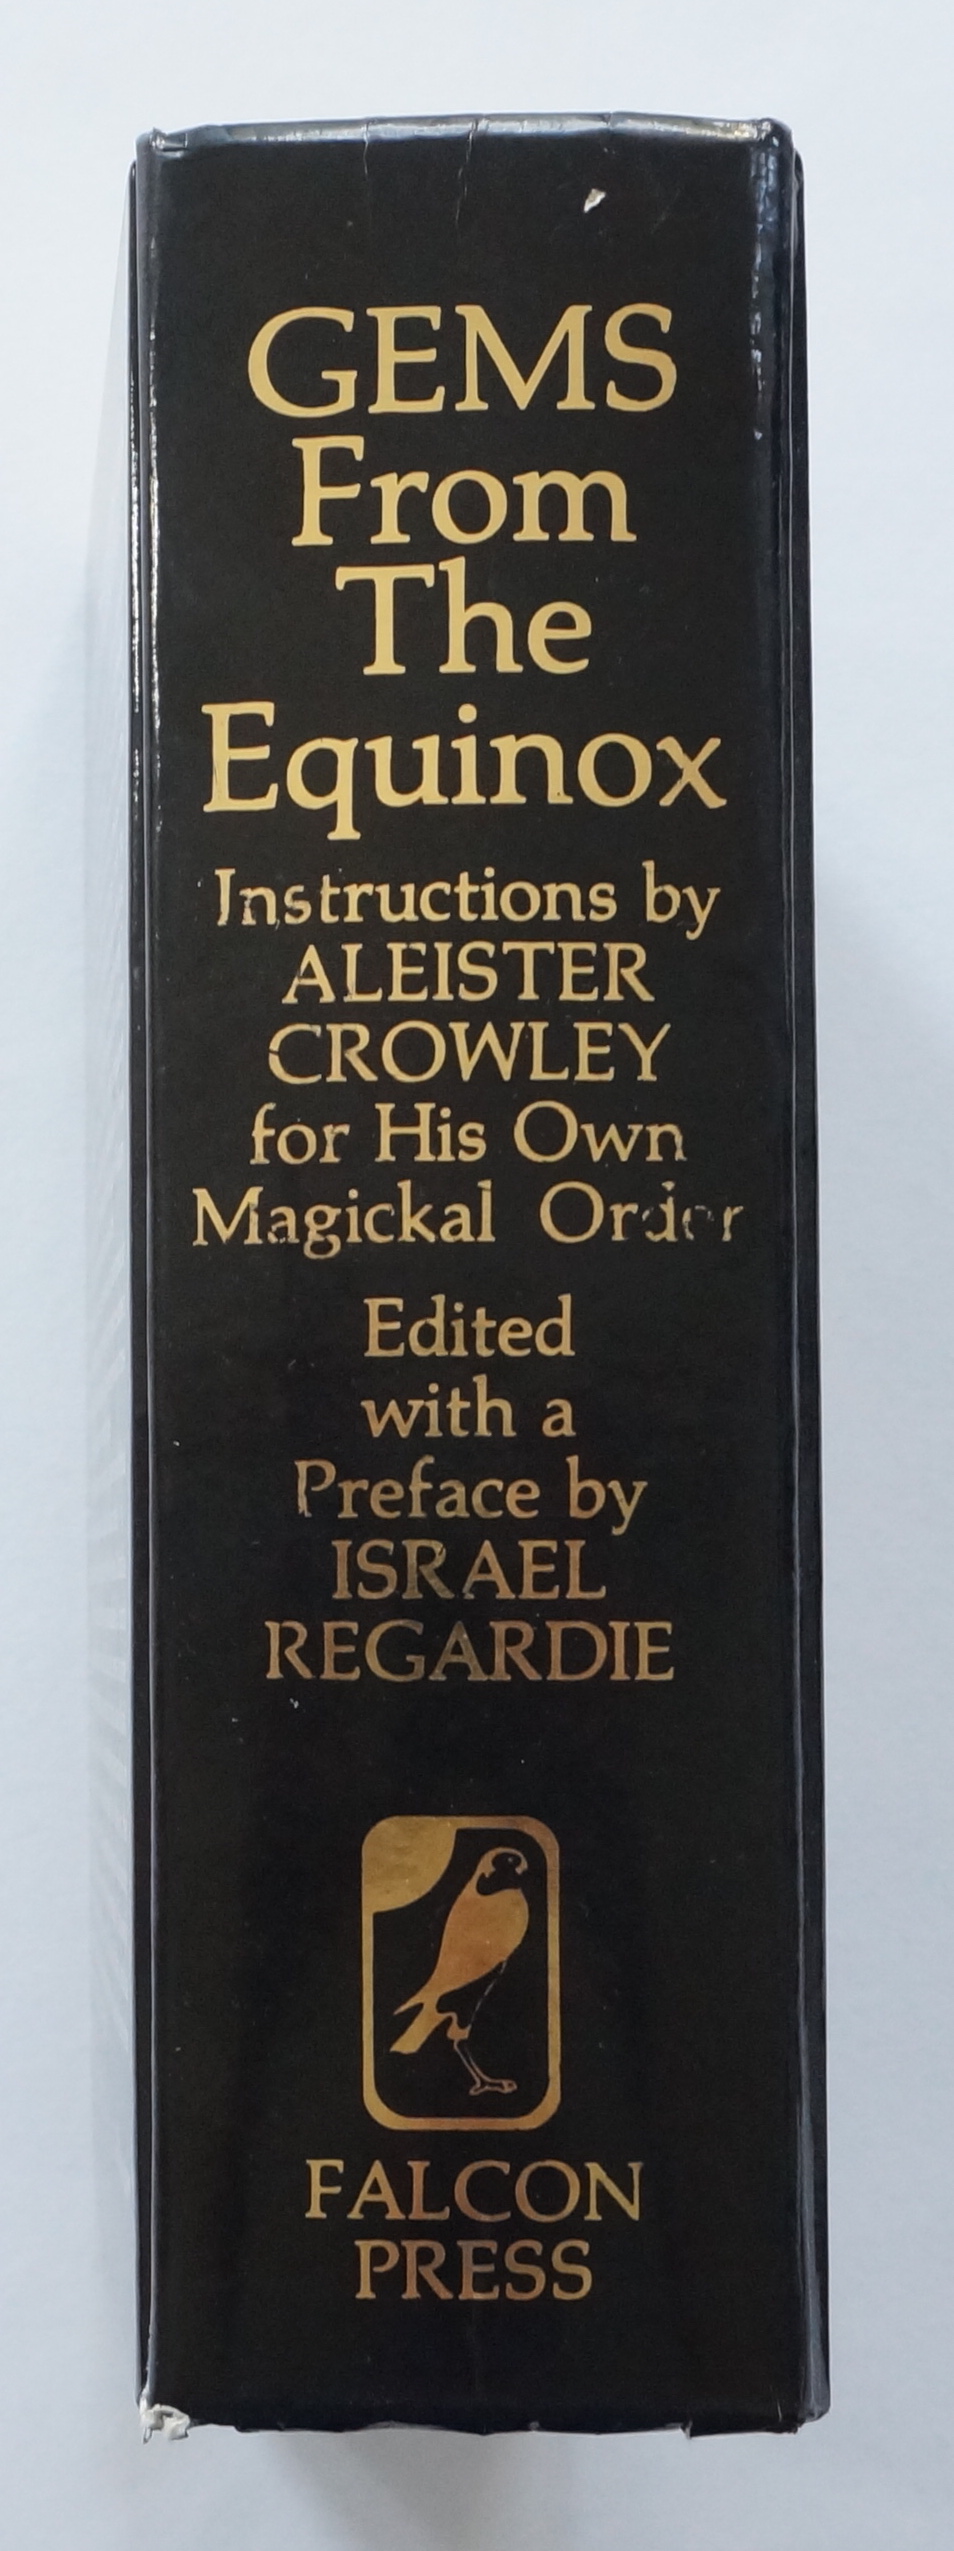 GEMS
From
The
Equinox
Instructions by
ALEISTER
CROWLEY
for His Own
Magickal Order
Edited
with a
Preface by
ISRAEL
REGARDIE
FALCON
PRESS